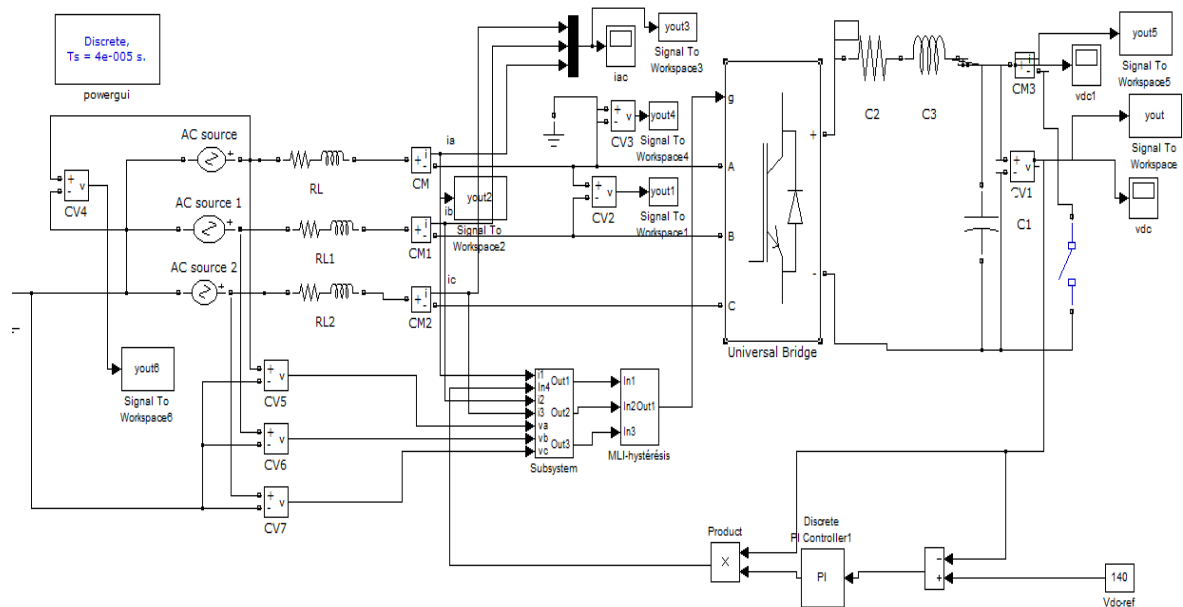 Discrete,
Ts = 4e-005 s.
powergui
yout3
Signal To
Workspace3
iac
yout5
Signal To
Workspace5
CM3
+
-
i
vdc1
C2
C3
yout
Signal To
Workspace
vdc
CV1
+
-
v
C1
AC source
+
RL
ia
CM
+
-
i
CV3
+
-
v
yout4
Signal To
Workspace4
CV4
+
-
v
AC source 1
+
RL1
ib
yout2
Signal To
Workspace2
CM1
+
-
i
CV2
+
-
v
yout1
Signal To
Workspace1
AC source 2
+
RL2
ic
CM2
+
-
i
g
A
B
C
+
-
Universal Bridge
yout6
Signal To
Workspace6
CV5
+
-
v
CV6
+
-
v
CV7
+
-
v
i1
In4
i2
i3
va
vb
vc
Out1
Out2
Out3
Subsystem
In1
In2
In3
Out1
MLI-hystérésis
Product
X
Discrete
PI Controller1
PI
-
+
140
Vdo-ref